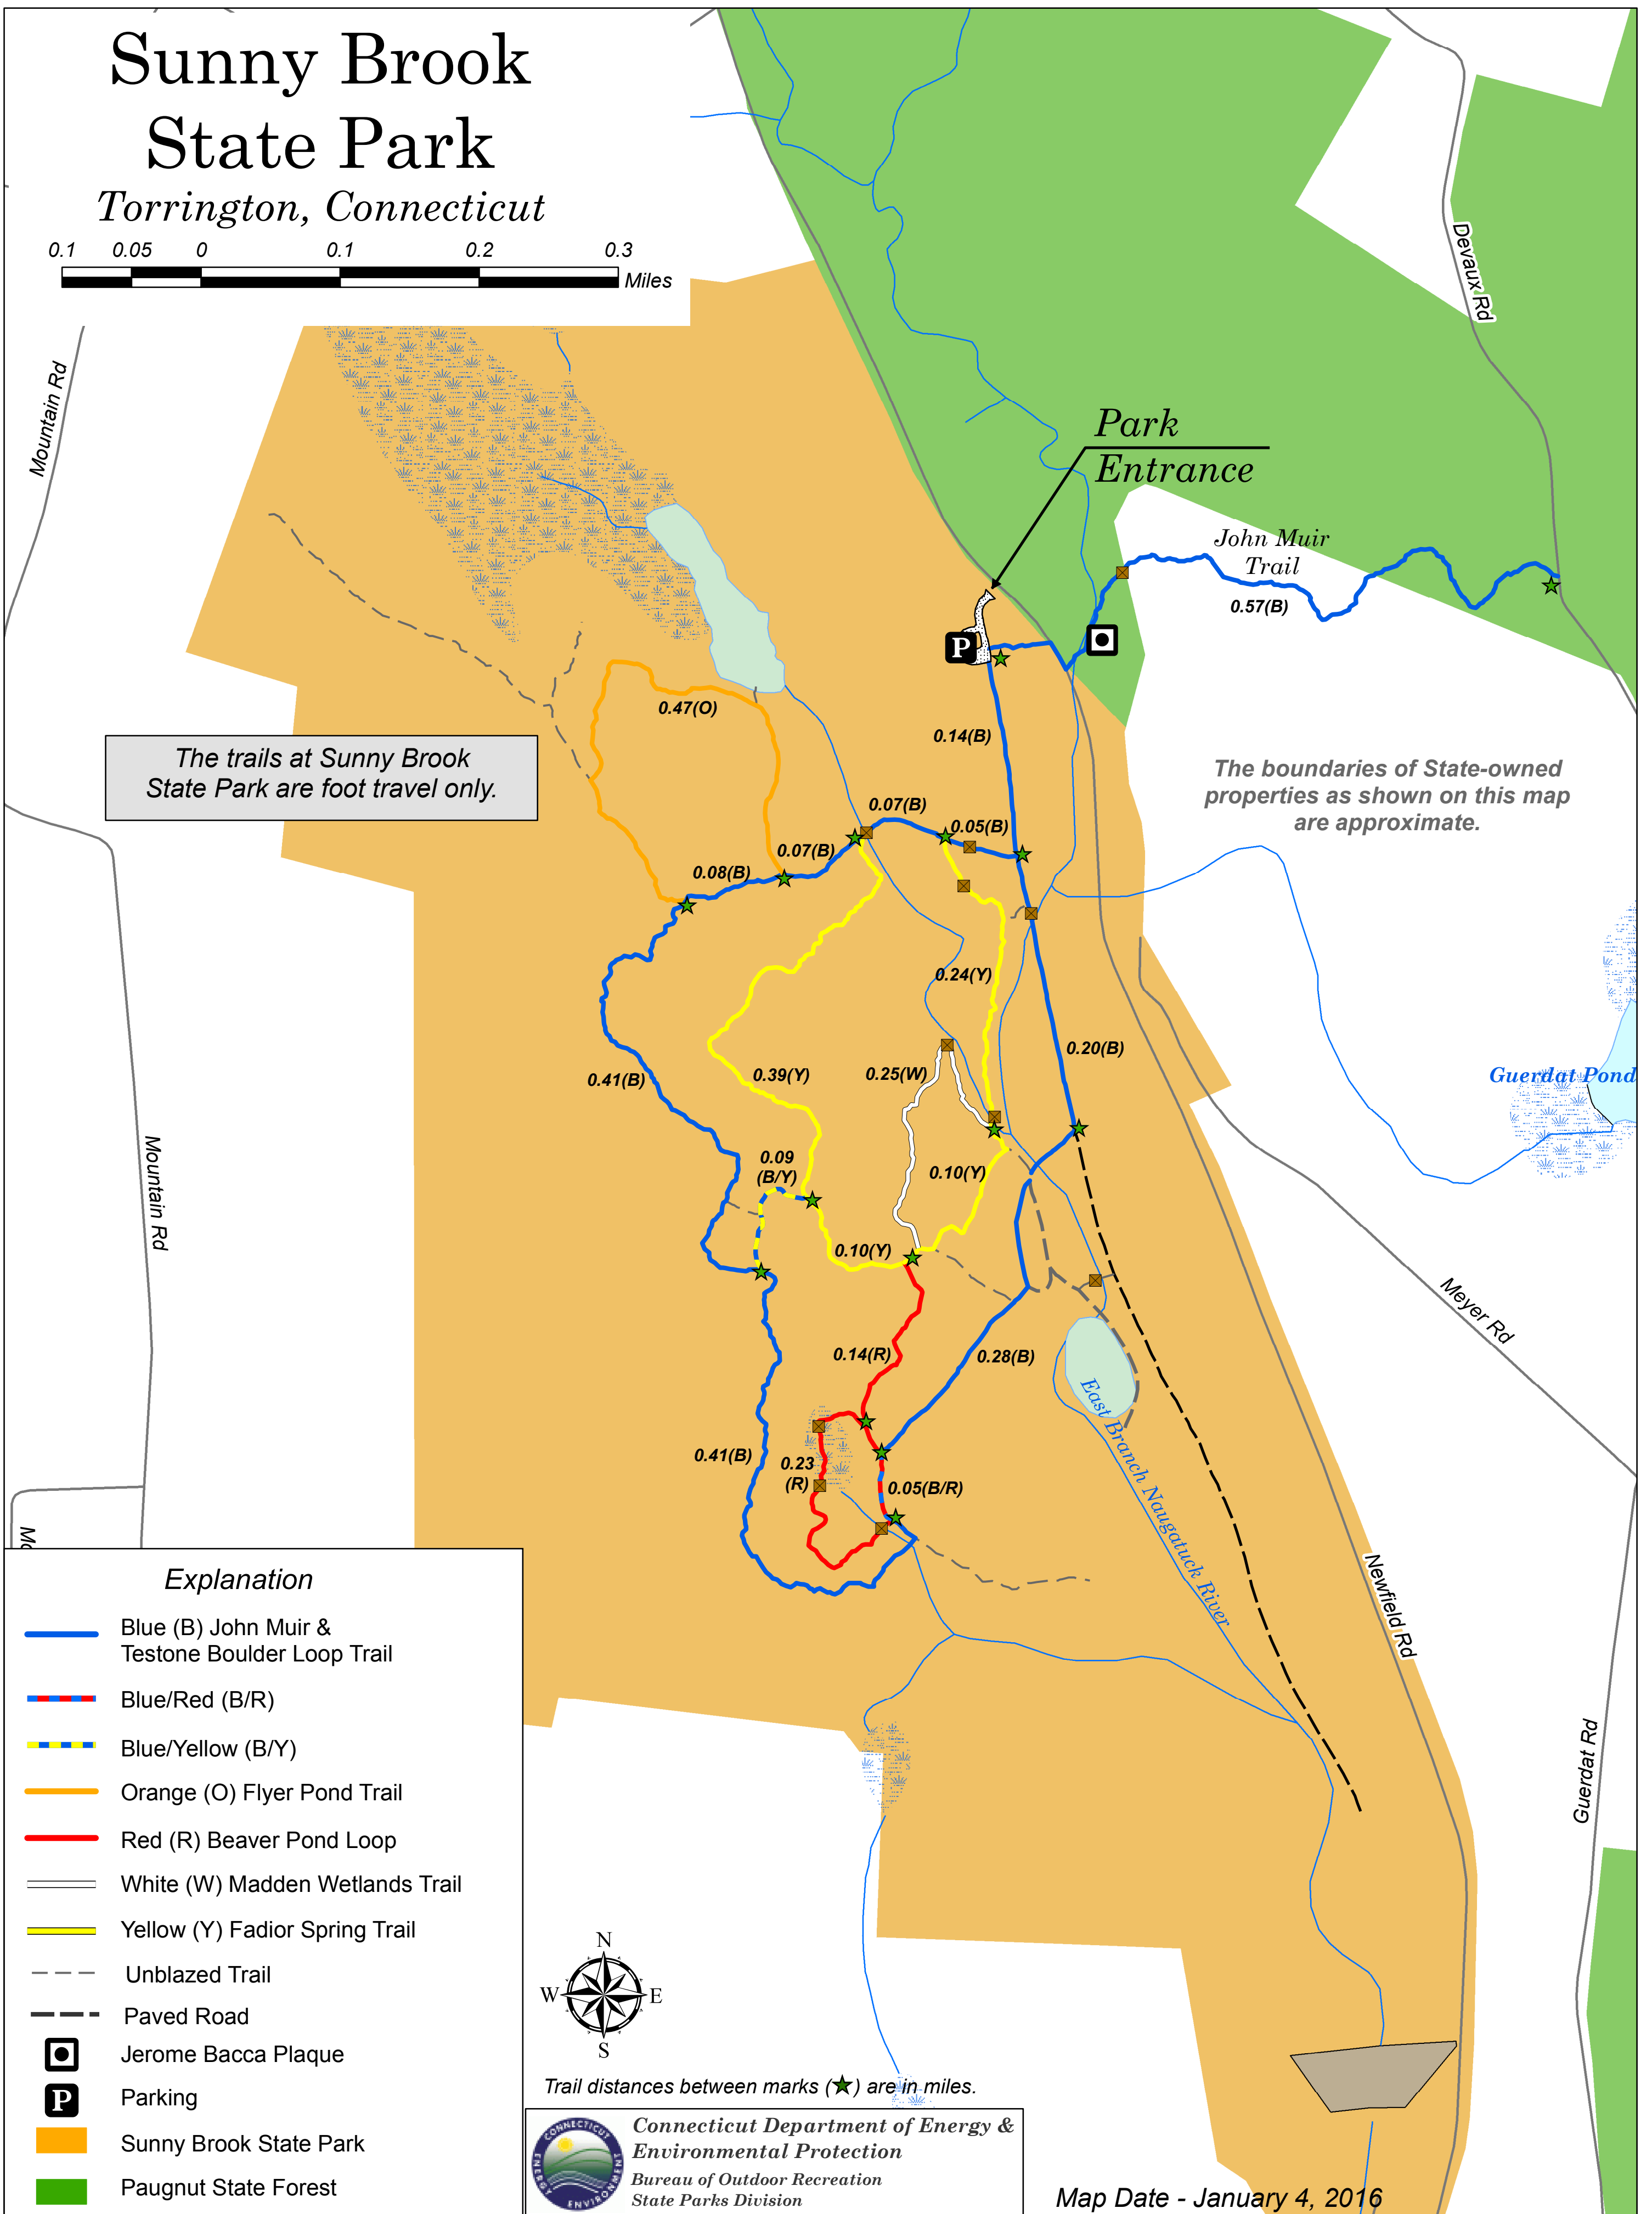 Sunny Brook
State Park
Torrington, Connecticut
0.1 0.05 0 0.1 0.2 0.3
Miles
Mountain Rd
Devaux Rd
Park
Entrance
John Muir
Trail
0.57(B)
P
0.47(O)
0.14(B)
The trails at Sunny Brook
State Park are foot travel only.
The boundaries of State-owned
properties as shown on this map
are approximate.
0.07(B)
0.05(B)
0.07(B)
0.08(B)
0.24(Y)
0.20(B)
0.41(B)
0.39(Y)
0.25(W)
Guerdat Pond
Mountain Rd
0.09
(B/Y)
0.10(Y)
0.10(Y)
Meyer Rd
0.14(R)
0.28(B)
East Branch Naugatuck River
0.41(B)
0.23
(R)
0.05(B/R)
Newfield Rd
Guerdat Rd
Mo
Explanation
Blue (B) John Muir &
Testone Boulder Loop Trail
Blue/Red (B/R)
Blue/Yellow (B/Y)
Orange (O) Flyer Pond Trail
Red (R) Beaver Pond Loop
White (W) Madden Wetlands Trail
Yellow (Y) Fadior Spring Trail
Unblazed Trail
Paved Road
Jerome Bacca Plaque
P Parking
Sunny Brook State Park
Paugnut State Forest
N
W E
S
Trail distances between marks (★) are in miles.
CONNECTICUT
ENERGY ENVIRONMENT
Connecticut Department of Energy &
Environmental Protection
Bureau of Outdoor Recreation
State Parks Division
Map Date - January 4, 2016